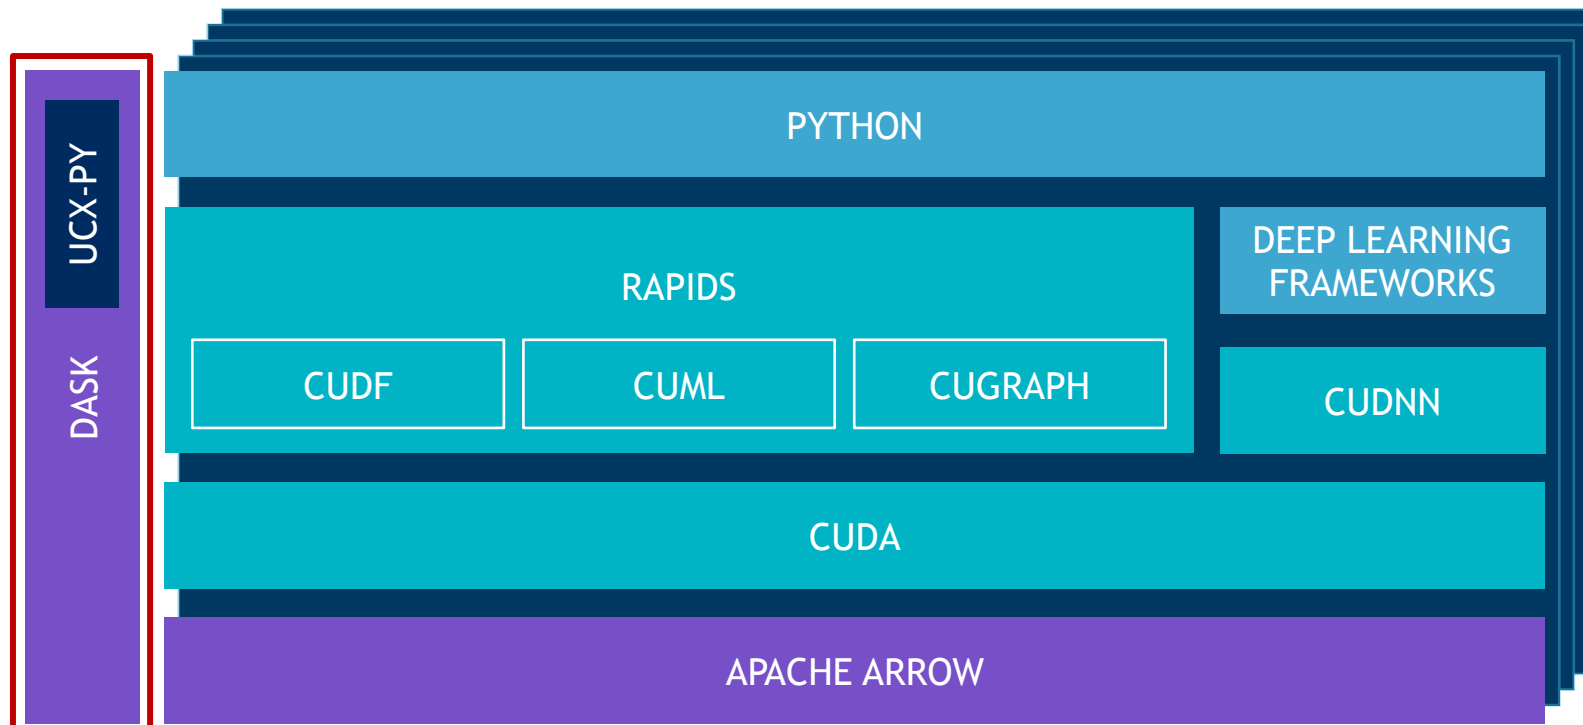 UCX-PY
DASK
PYTHON
RAPIDS
CUDF
CUML
CUGRAPH
DEEP LEARNING
FRAMEWORKS
CUDNN
CUDA
APACHE ARROW